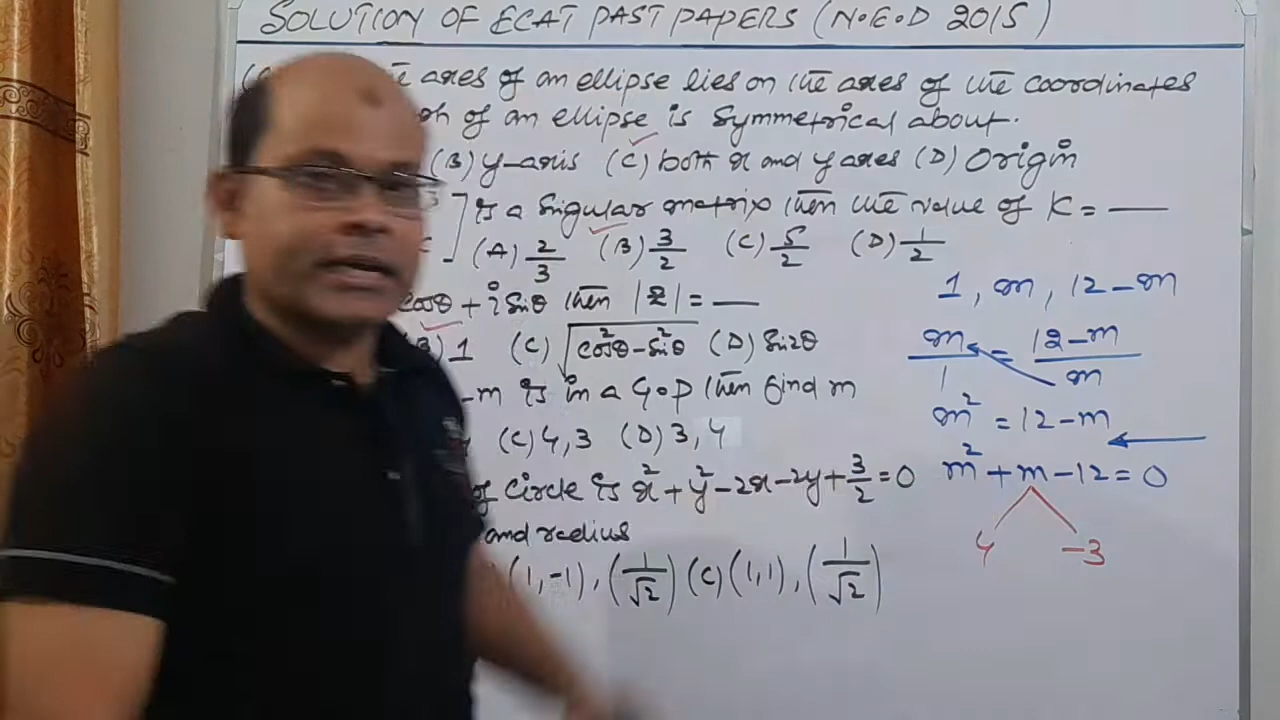 SOLUTION OF ECAT PAST PAPERS (N.E.D 2015)
axes of an ellipse lies on the axes of the coordinates
of an ellipse is Symmetrical about.
(B) y-axis (C) both x and y axes (D) Origin
] is a Singular matrix then the value of K = —
(A) 2/3 (B) 3/2 (C) 5/2 (D) 1/2
cosθ + i Sinθ then |z| = —
B) 1 (C) √cos²θ - Sin²θ (D) Sin2θ
-m is in a G.P then find m
(C) 4, 3 (D) 3, 4
of Circle is x² + y² - 2x - 2y + 3/2 = 0
and radius
(1, -1), (1/√2) (C) (1, 1), (1/√2)
1, m, 12-m
m/1 = 12-m/m
m² = 12-m
m² + m - 12 = 0
4 -3